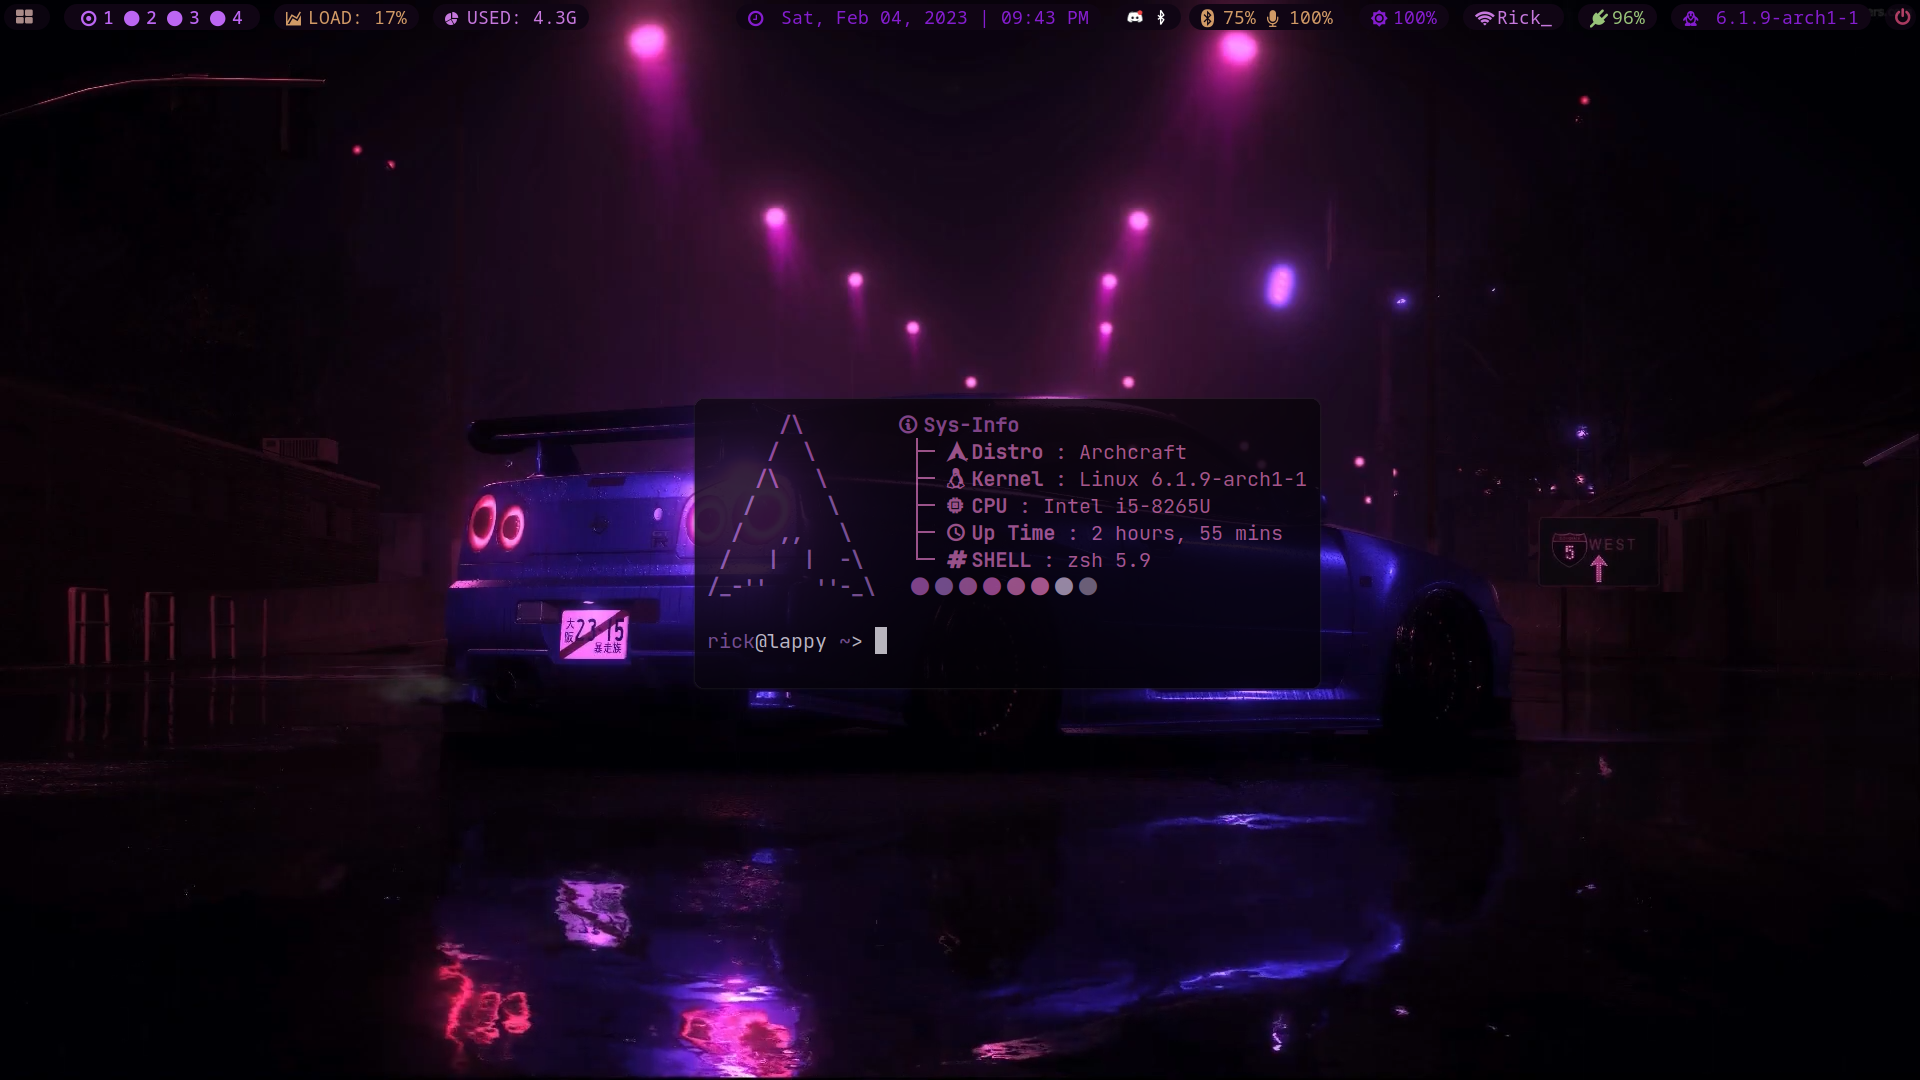 1 2 3 4 LOAD: 17% USED: 4.3G Sat, Feb 04, 2023 | 09:43 PM 75% 100% 100% Rick_ 96% 6.1.9-arch1-1
Sys-Info
Distro : Archcraft
Kernel : Linux 6.1.9-arch1-1
CPU : Intel i5-8265U
Up Time : 2 hours, 55 mins
SHELL : zsh 5.9
rick@lappy ~>
5 WEST
大阪 23 15
暴走族